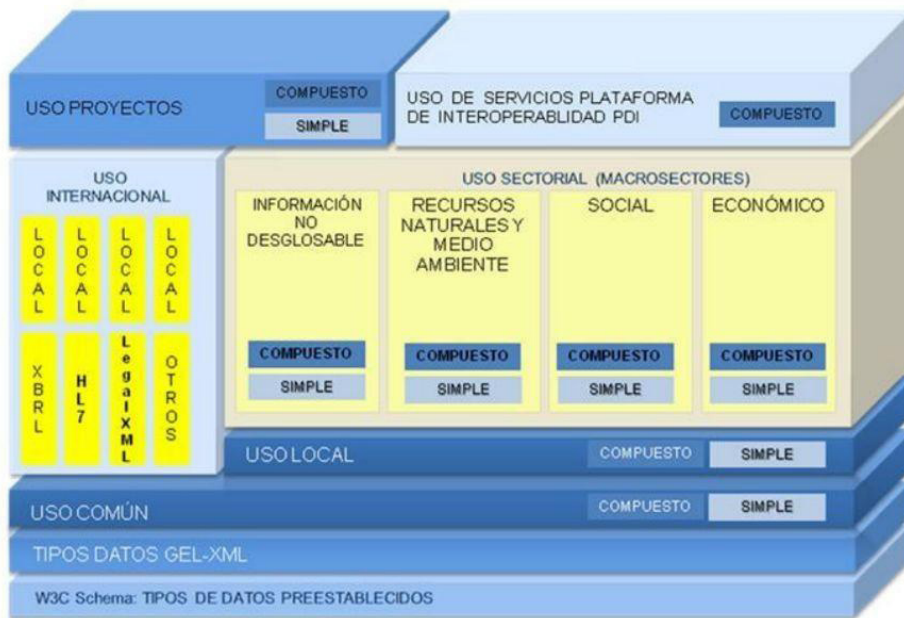 USO PROYECTOS
COMPUESTO
SIMPLE
USO DE SERVICIOS PLATAFORMA
DE INTEROPERABLIDAD PDI
COMPUESTO
USO
INTERNACIONAL
LOCAL
LOCAL
LOCAL
LOCAL
XBRL
HL7
LegalXML
OTROS
USO SECTORIAL (MACROSECTORES)
INFORMACIÓN
NO
DESGLOSABLE
COMPUESTO
SIMPLE
RECURSOS
NATURALES Y
MEDIO
AMBIENTE
COMPUESTO
SIMPLE
SOCIAL
COMPUESTO
SIMPLE
ECONÓMICO
COMPUESTO
SIMPLE
USO LOCAL
COMPUESTO
SIMPLE
USO COMÚN
COMPUESTO
SIMPLE
TIPOS DATOS GEL-XML
W3C Schema: TIPOS DE DATOS PREESTABLECIDOS